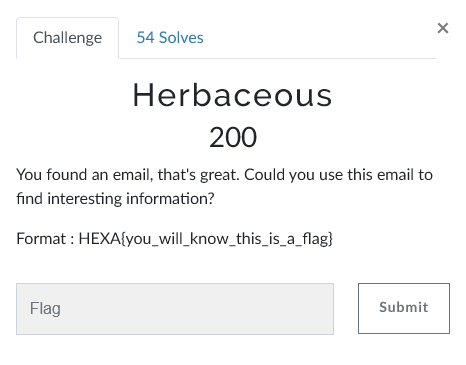 Challenge
54 Solves
×
Herbaceous
200
You found an email, that's great. Could you use this email to
find interesting information?
Format : HEXA{you_will_know_this_is_a_flag}
Flag
Submit